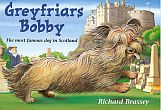 Greyfriars
Bobby
The most famous dog in Scotland
Richard Brassey